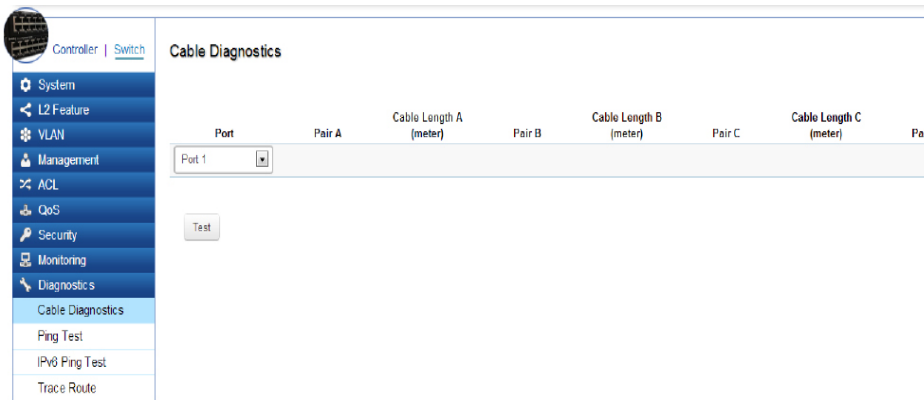 Controller | Switch
Cable Diagnostics
System
L2 Feature
VLAN
Management
ACL
QoS
Security
Monitoring
Diagnostics
Cable Diagnostics
Ping Test
IPv6 Ping Test
Trace Route
Cable Length A Cable Length B Cable Length C
Port Pair A (meter) Pair B (meter) Pair C (meter) Pa
Port 1
Test